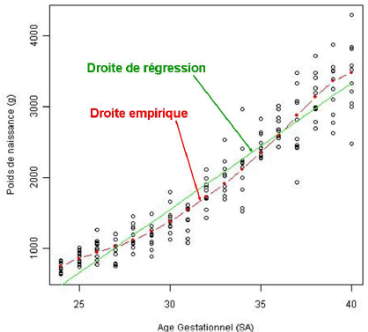 Droite de régression
Droite empirique
Poids de naissance (g)
4000
3000
2000
1000
25
30
35
40
Age Gestationnel (SA)